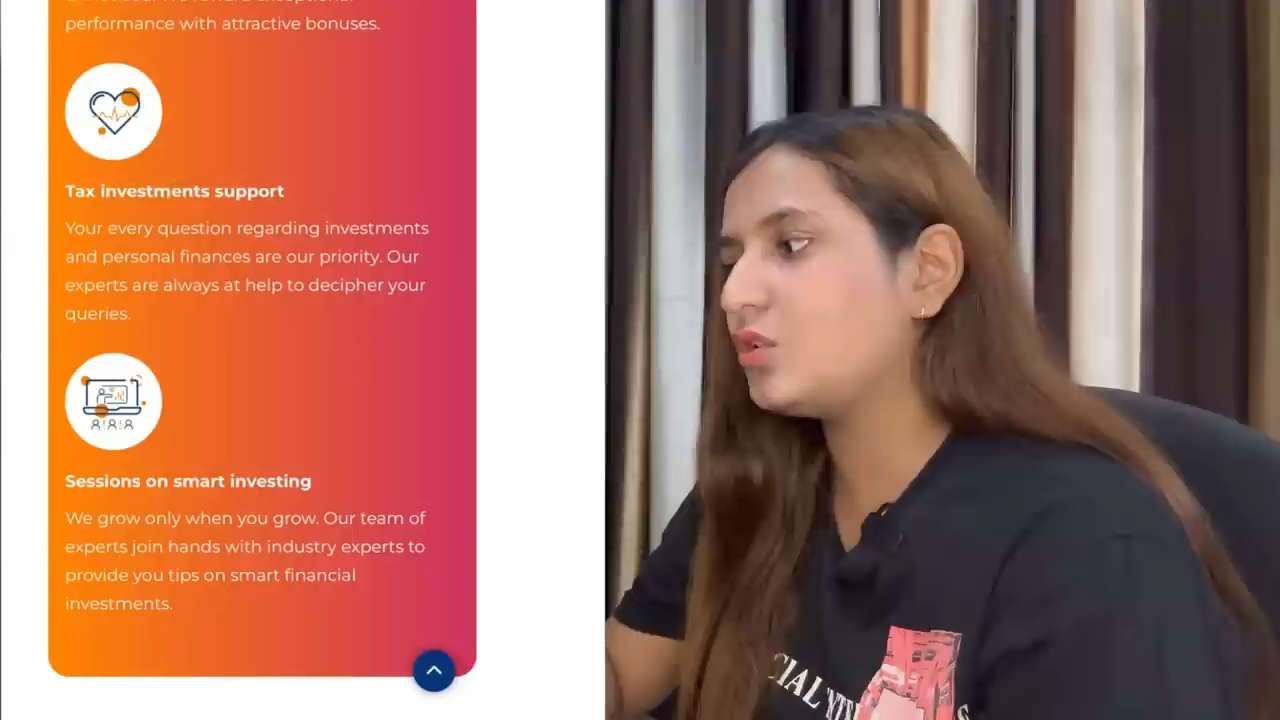 performance with attractive bonuses.
Tax investments support
Your every question regarding investments
and personal finances are our priority. Our
experts are always at help to decipher your
queries.
Sessions on smart investing
We grow only when you grow. Our team of
experts join hands with industry experts to
provide you tips on smart financial
investments.